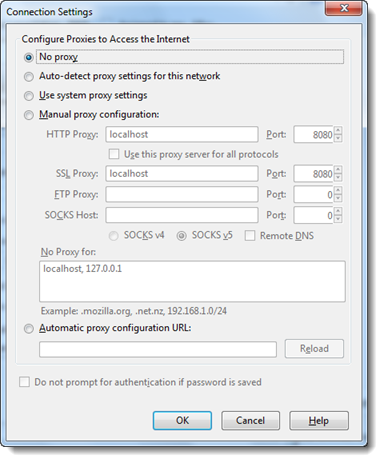 Connection Settings
Configure Proxies to Access the Internet
No proxy
Auto-detect proxy settings for this network
Use system proxy settings
Manual proxy configuration:
HTTP Proxy: localhost Port: 8080
Use this proxy server for all protocols
SSL Proxy: localhost Port: 8080
FTP Proxy: Port: 0
SOCKS Host: Port: 0
SOCKS v4 SOCKS v5 Remote DNS
No Proxy for:
localhost, 127.0.0.1
Example: .mozilla.org, .net.nz, 192.168.1.0/24
Automatic proxy configuration URL:
Reload
Do not prompt for authentication if password is saved
OK Cancel Help